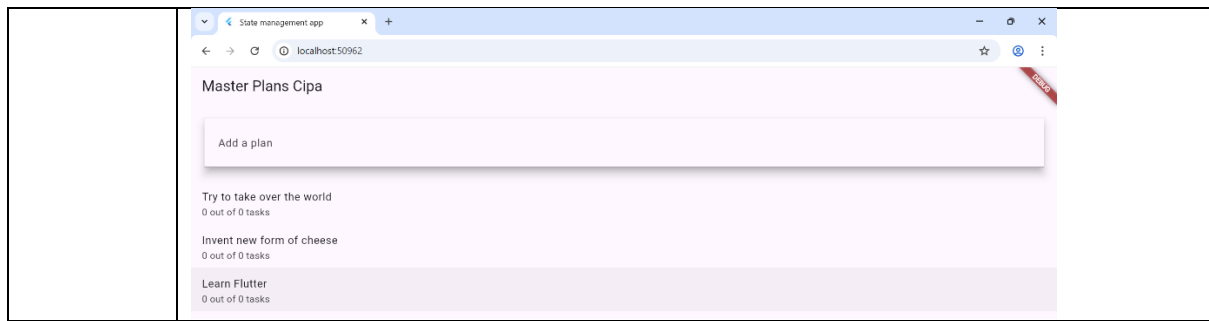 State management app
localhost:50962
Master Plans Cipa
DEBUG
Add a plan
Try to take over the world
0 out of 0 tasks
Invent new form of cheese
0 out of 0 tasks
Learn Flutter
0 out of 0 tasks